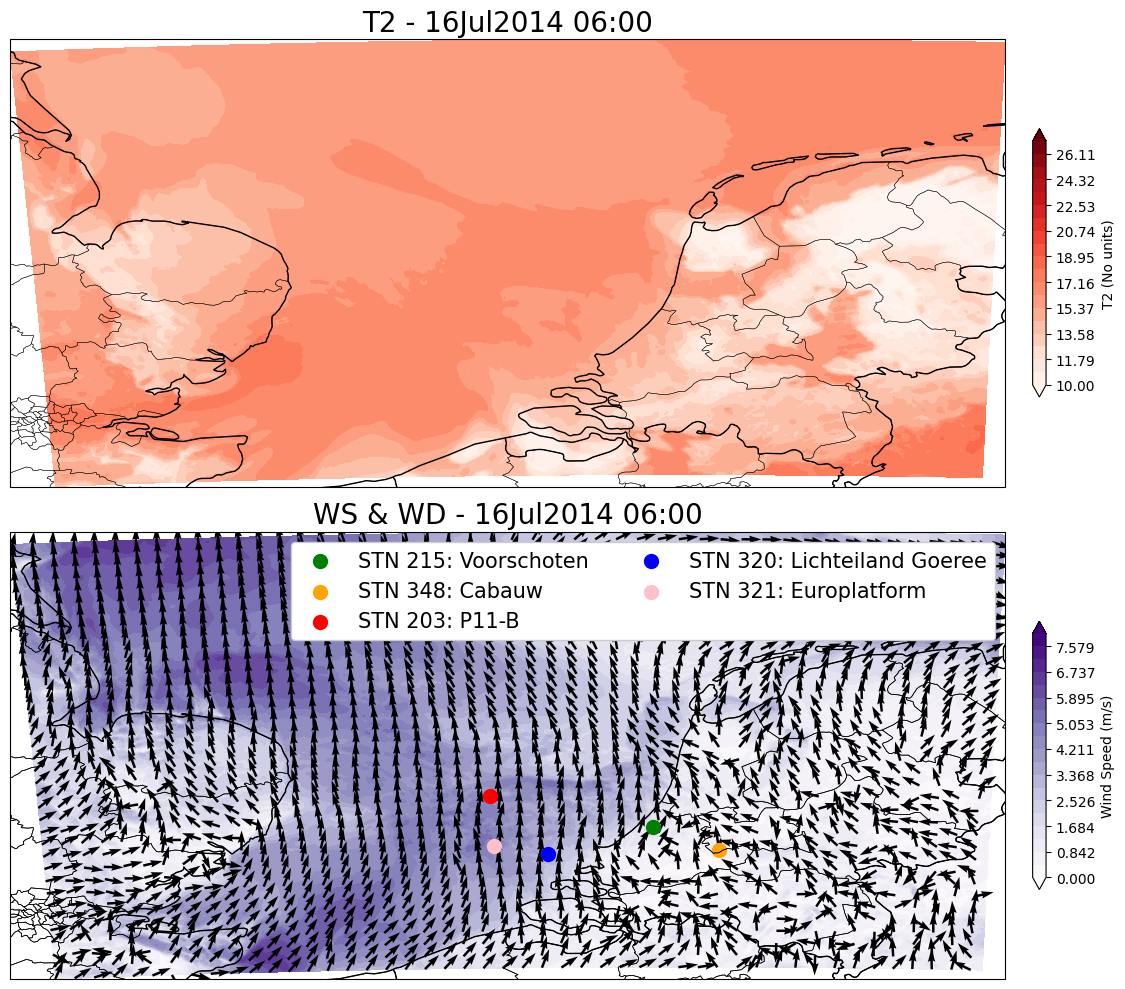 T2 - 16Jul2014 06:00
26.11
24.32
22.53
20.74
18.95
17.16
15.37
13.58
11.79
10.00
T2 (No units)
WS & WD - 16Jul2014 06:00
STN 215: Voorschoten
STN 348: Cabauw
STN 203: P11-B
STN 320: Lichteiland Goeree
STN 321: Europlatform
7.579
6.737
5.895
5.053
4.211
3.368
2.526
1.684
0.842
0.000
Wind Speed (m/s)